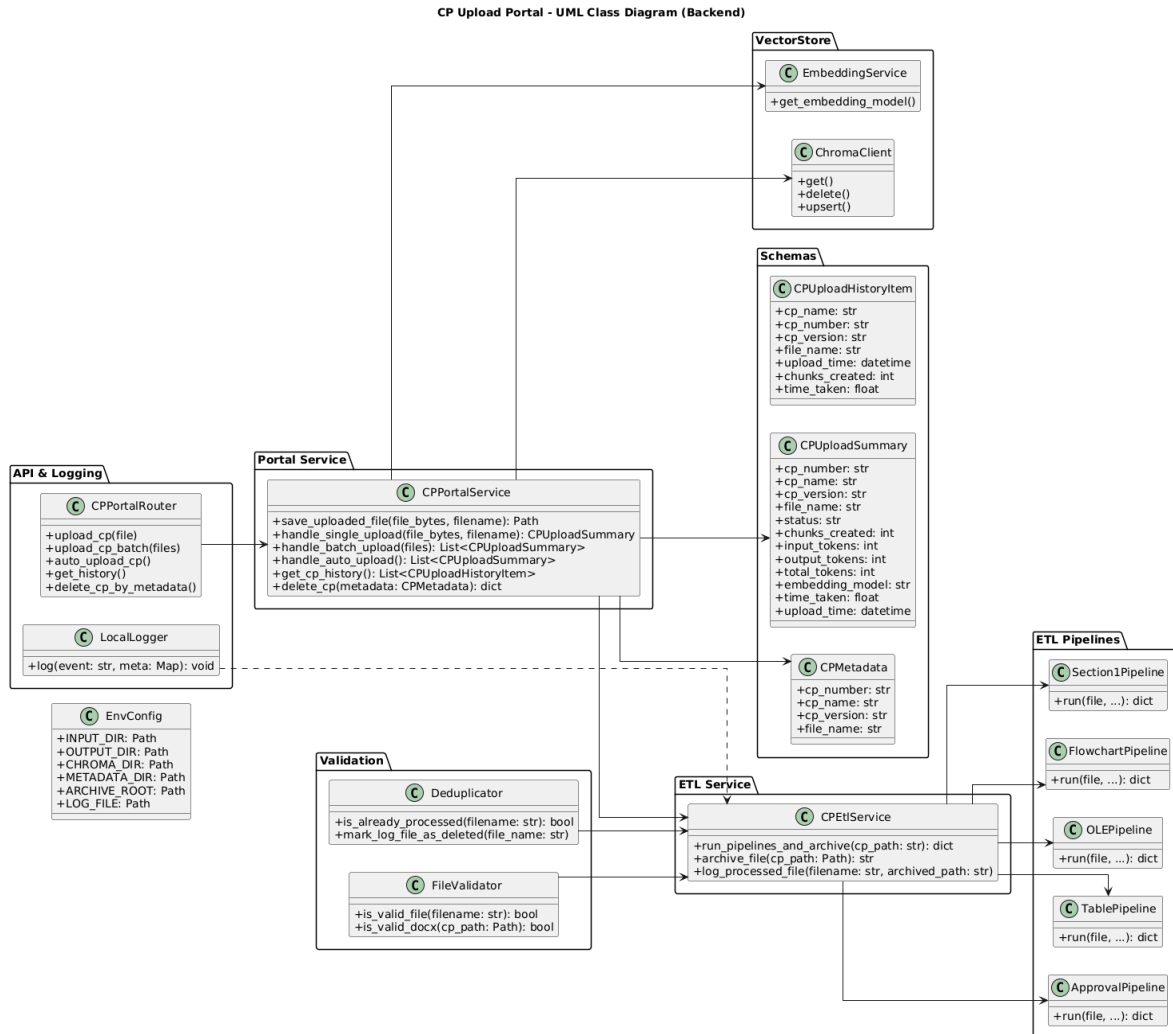 CP Upload Portal - UML Class Diagram (Backend)
VectorStore
C EmbeddingService
+get_embedding_model()
C ChromaClient
+get()
+delete()
+upsert()
Schemas
C CPUploadHistoryItem
+cp_name: str
+cp_number: str
+cp_version: str
+file_name: str
+upload_time: datetime
+chunks_created: int
+time_taken: float
C CPUploadSummary
+cp_number: str
+cp_name: str
+cp_version: str
+file_name: str
+status: str
+chunks_created: int
+input_tokens: int
+output_tokens: int
+total_tokens: int
+embedding_model: str
+time_taken: float
+upload_time: datetime
C CPMetadata
+cp_number: str
+cp_name: str
+cp_version: str
+file_name: str
API & Logging
C CPPortalRouter
+upload_cp(file)
+upload_cp_batch(files)
+auto_upload_cp()
+get_history()
+delete_cp_by_metadata()
C LocalLogger
+log(event: str, meta: Map): void
C EnvConfig
+INPUT_DIR: Path
+OUTPUT_DIR: Path
+CHROMA_DIR: Path
+METADATA_DIR: Path
+ARCHIVE_ROOT: Path
+LOG_FILE: Path
Portal Service
C CPPortalService
+save_uploaded_file(file_bytes, filename): Path
+handle_single_upload(file_bytes, filename): CPUploadSummary
+handle_batch_upload(files): List<CPUploadSummary>
+handle_auto_upload(): List<CPUploadSummary>
+get_cp_history(): List<CPUploadHistoryItem>
+delete_cp(metadata: CPMetadata): dict
Validation
C Deduplicator
+is_already_processed(filename: str): bool
+mark_log_file_as_deleted(file_name: str)
C FileValidator
+is_valid_file(filename: str): bool
+is_valid_docx(cp_path: Path): bool
ETL Service
C CPEtlService
+run_pipelines_and_archive(cp_path: str): dict
+archive_file(cp_path: Path): str
+log_processed_file(filename: str, archived_path: str)
ETL Pipelines
C Section1Pipeline
+run(file, ...): dict
C FlowchartPipeline
+run(file, ...): dict
C OLEPipeline
+run(file, ...): dict
C TablePipeline
+run(file, ...): dict
C ApprovalPipeline
+run(file, ...): dict